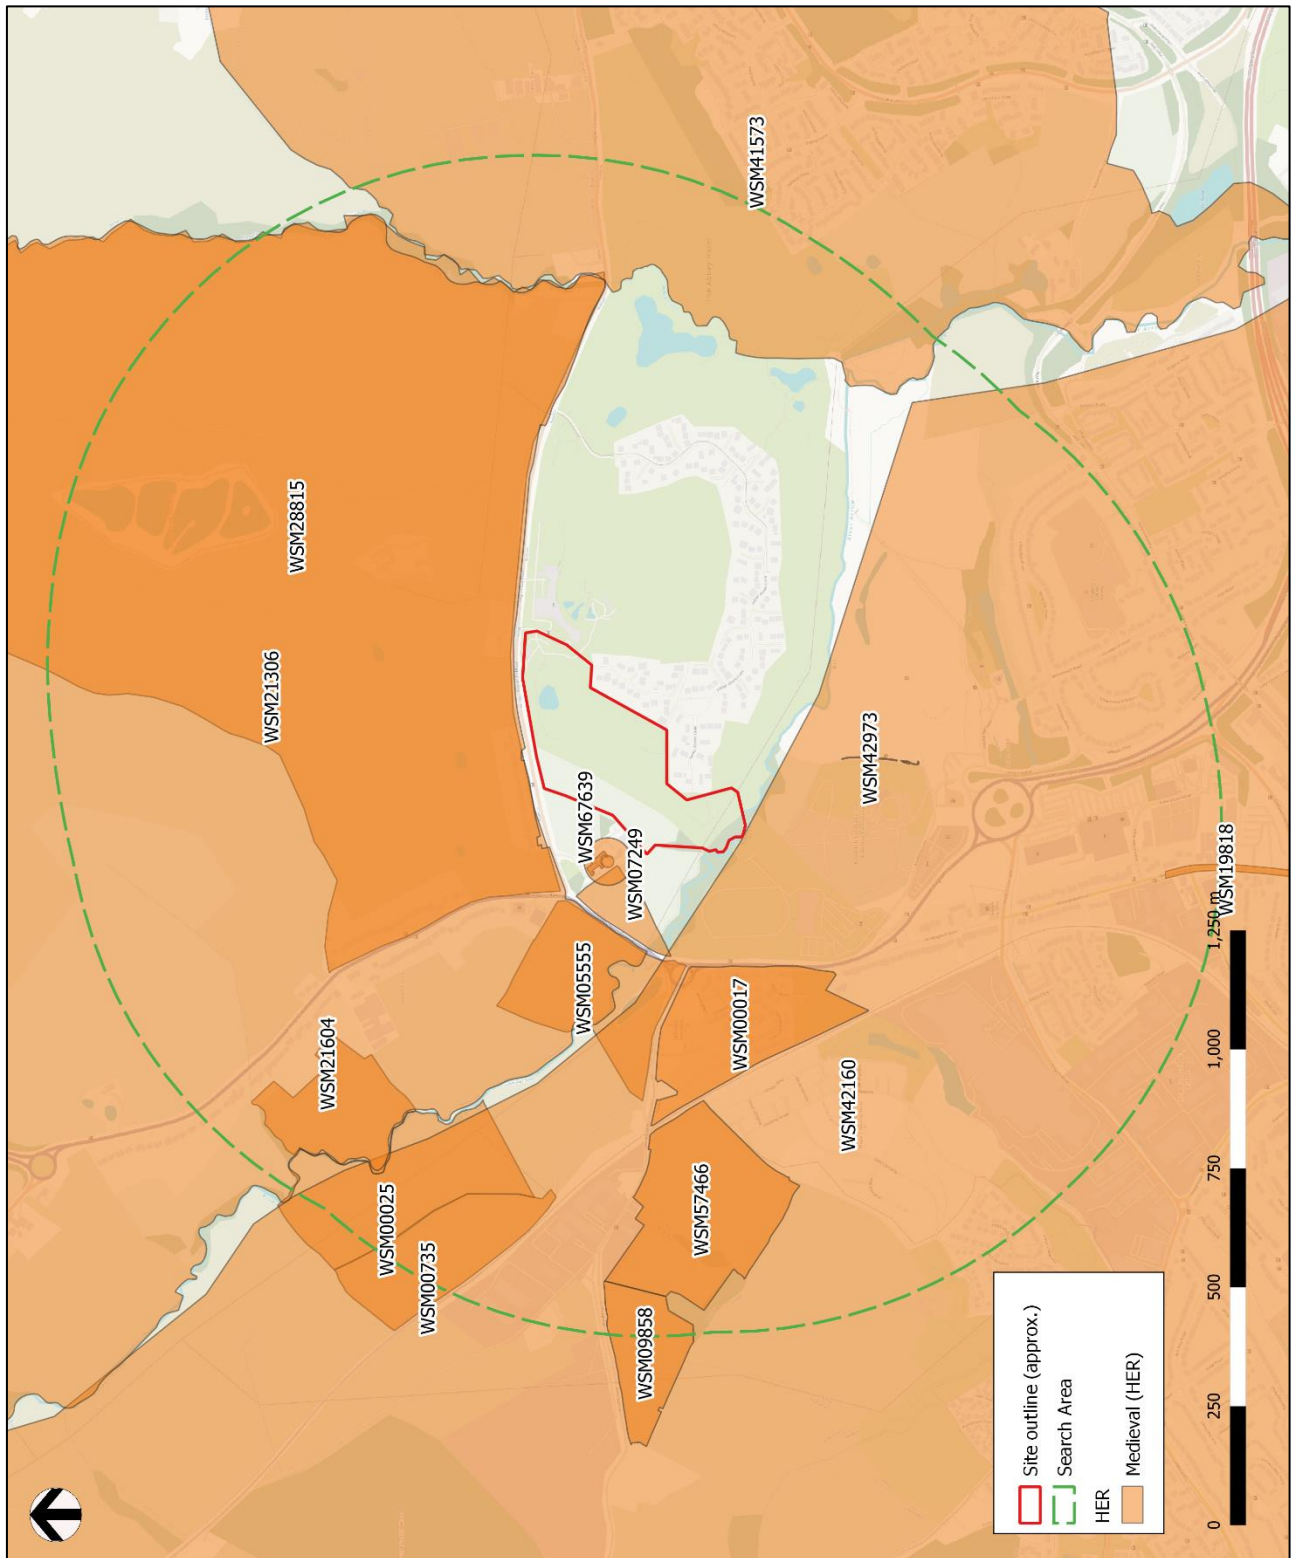 WSM41573
WSM28815
WSM21306
WSM67639
WSM07249
WSM42973
WSM19818
WSM05555
WSM00017
WSM21604
WSM42160
WSM00025
WSM57466
WSM00735
WSM09858
Site outline (approx.)
Search Area
HER
Medieval (HER)
0 250 500 750 1,000 1,250 m